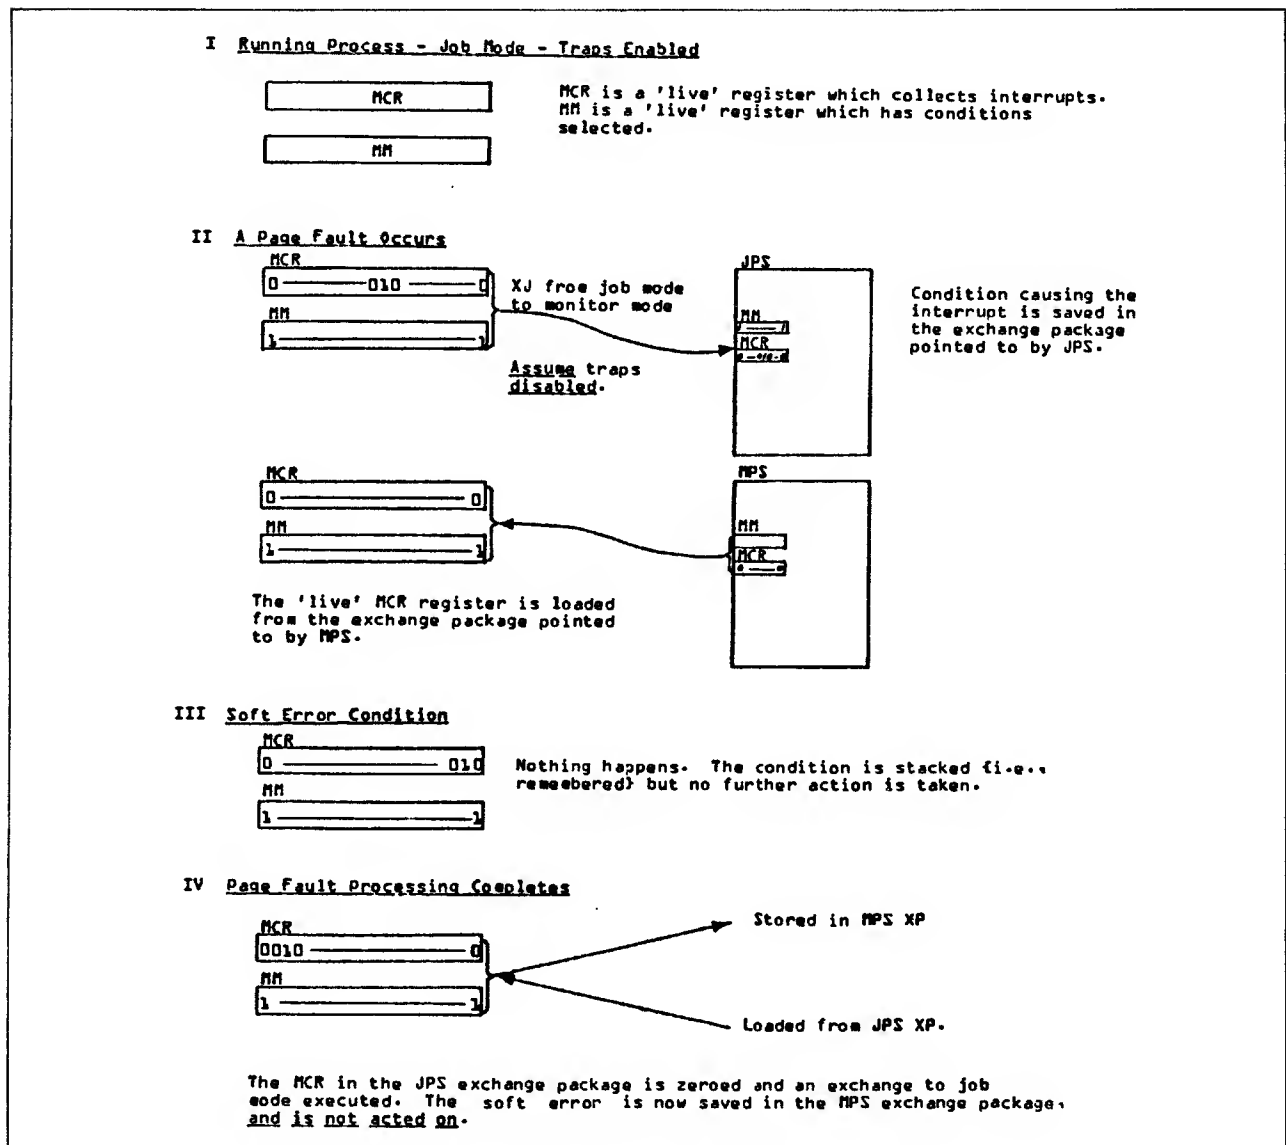 I Running Process - Job Mode - Traps Enabled
MCR
MCR is a 'live' register which collects interrupts.
MM is a 'live' register which has conditions
selected.
MM
II A Page Fault Occurs
MCR
0 ——— 010 ——— 0
MM
1 ——— 1
XJ from job mode
to monitor mode
Assume traps
disabled.
JPS
MM
1 ——— 1
MCR
0 — 010 — 0
Condition causing the
interrupt is saved in
the exchange package
pointed to by JPS.
MCR
0 ——— 0
MM
1 ——— 1
MPS
MM
MCR
0 ——— 0
The 'live' MCR register is loaded
from the exchange package pointed
to by MPS.
III Soft Error Condition
MCR
0 ——— 010
MM
1 ——— 1
Nothing happens. The condition is stacked {i.e.,
remembered} but no further action is taken.
IV Page Fault Processing Completes
MCR
0010 ——— 0
MM
1 ——— 1
Stored in MPS XP
Loaded from JPS XP.
The MCR in the JPS exchange package is zeroed and an exchange to job
mode executed. The soft error is now saved in the MPS exchange package,
and is not acted on.